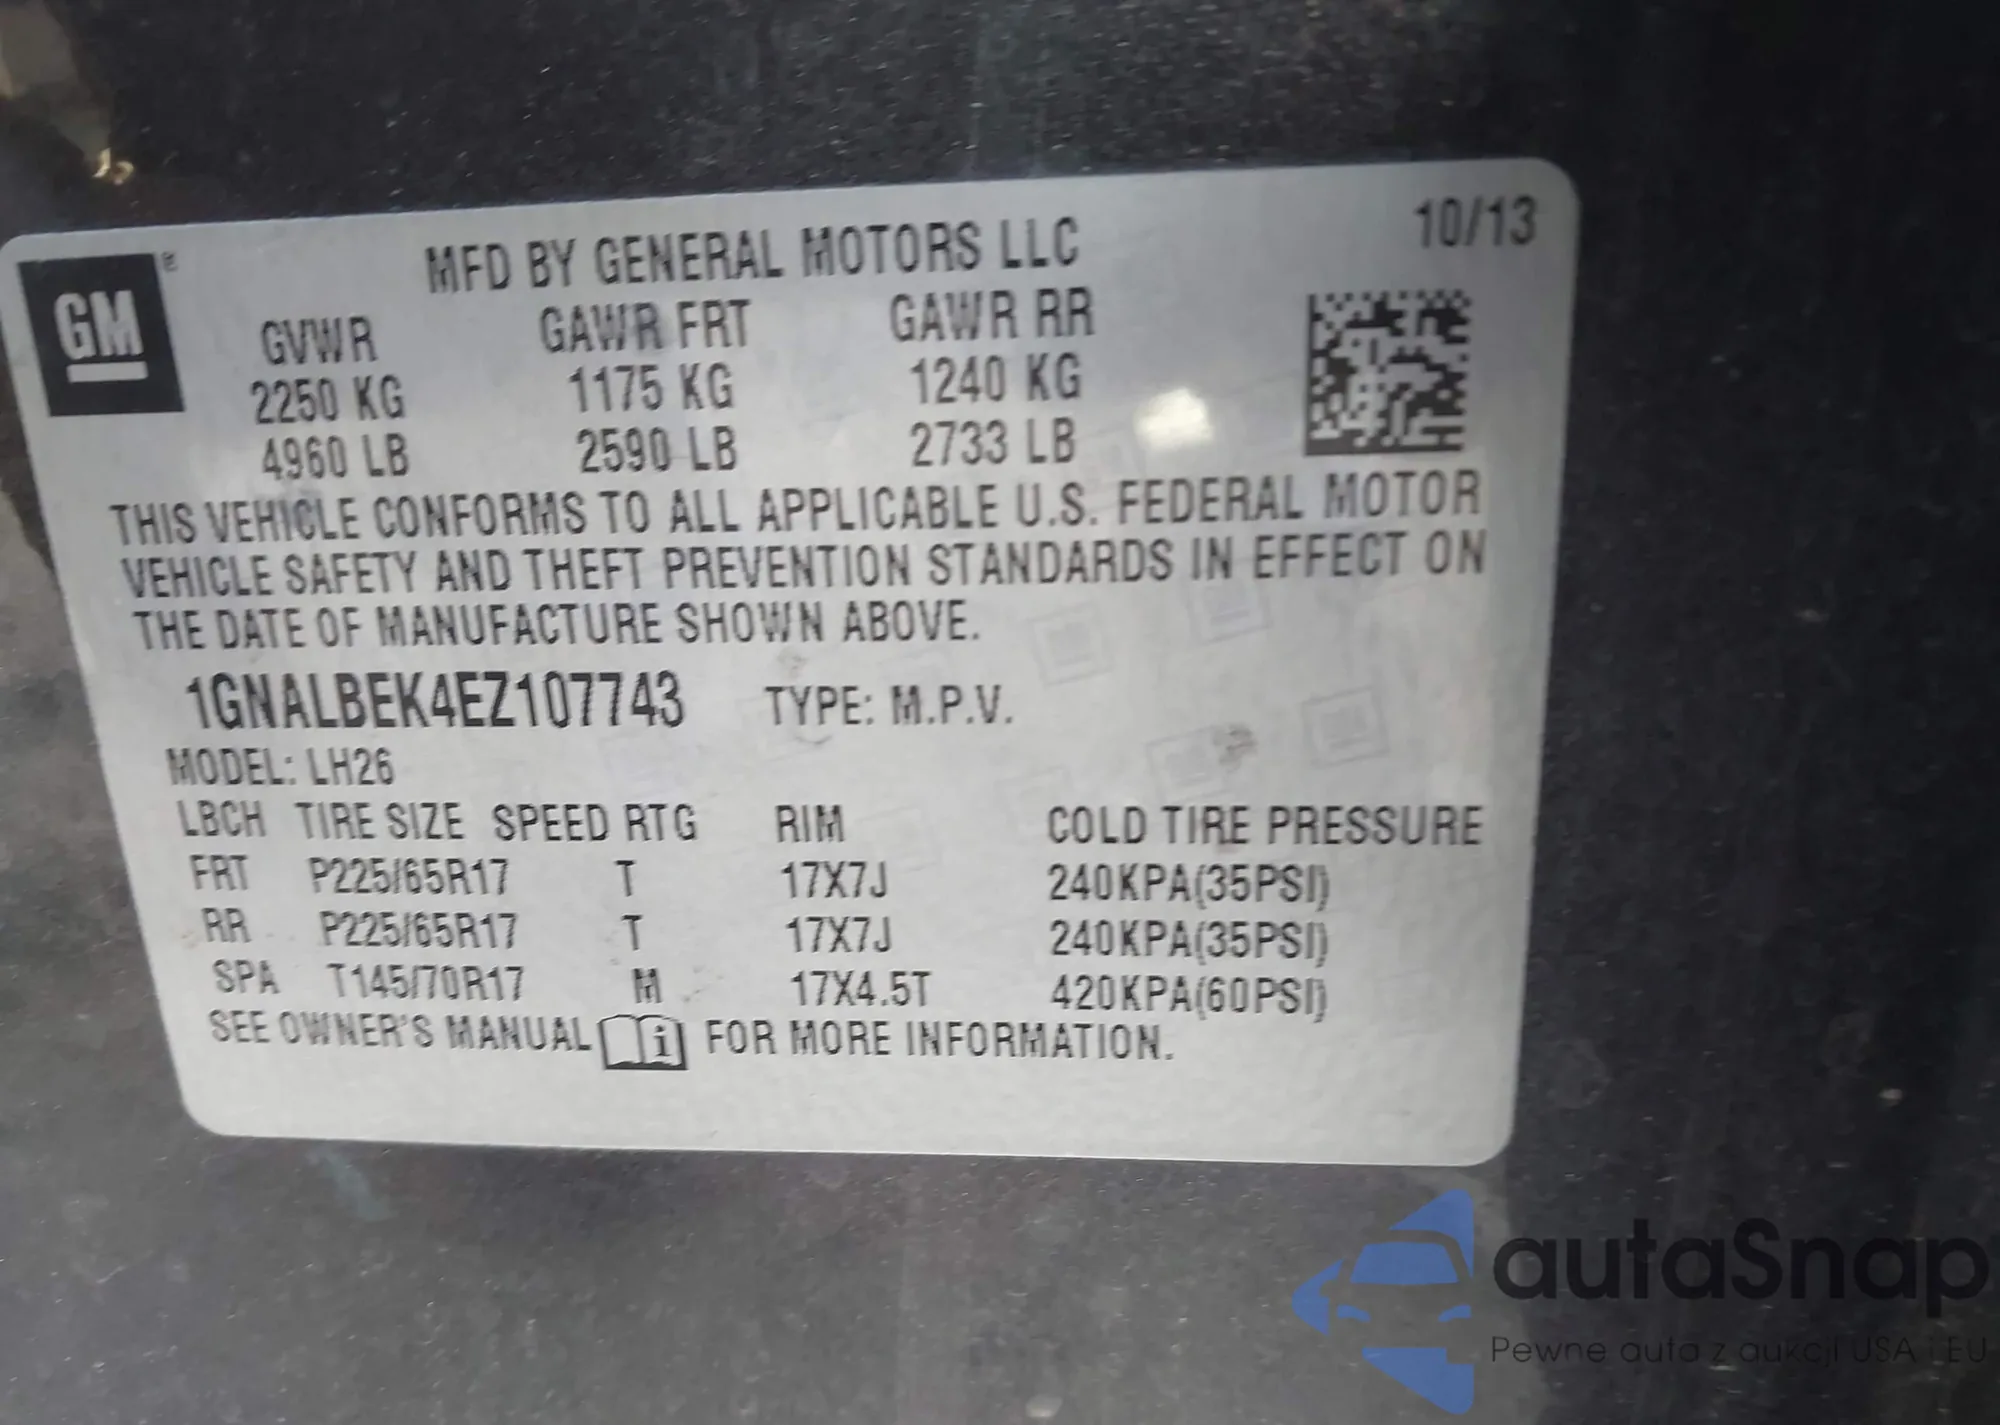 10/13
MFD BY GENERAL MOTORS LLC
GM ®
GVWR GAWR FRT GAWR RR
2250 KG 1175 KG 1240 KG
4960 LB 2590 LB 2733 LB
THIS VEHICLE CONFORMS TO ALL APPLICABLE U.S. FEDERAL MOTOR
VEHICLE SAFETY AND THEFT PREVENTION STANDARDS IN EFFECT ON
THE DATE OF MANUFACTURE SHOWN ABOVE.
1GNALBEK4EZ107743 TYPE: M.P.V.
MODEL: LH26
LBCH TIRE SIZE SPEED RTG RIM COLD TIRE PRESSURE
FRT P225/65R17 T 17X7J 240KPA(35PSI)
RR P225/65R17 T 17X7J 240KPA(35PSI)
SPA T145/70R17 M 17X4.5T 420KPA(60PSI)
SEE OWNER'S MANUAL i FOR MORE INFORMATION.
autaSnap
Pewne auta z aukcji USA i EU